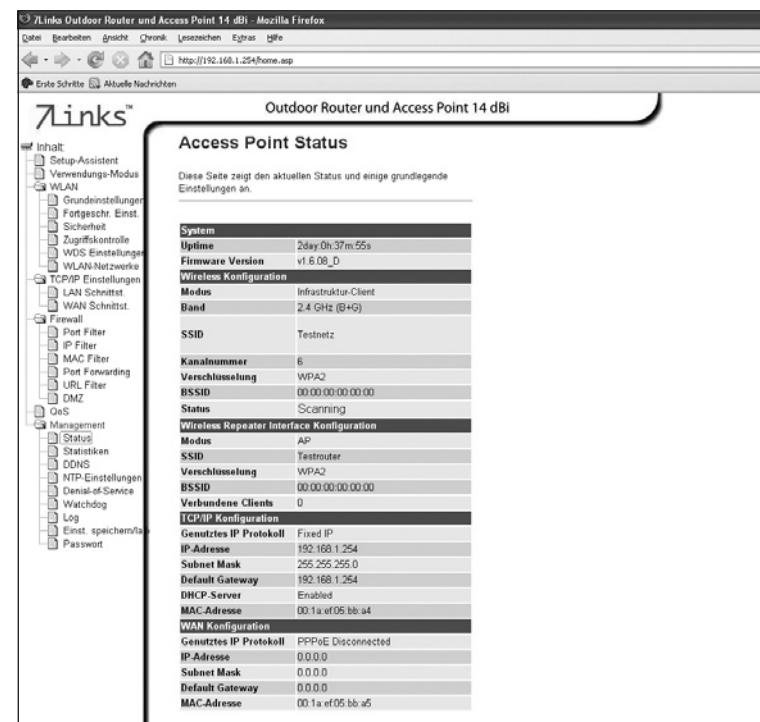 7Links Outdoor Router und Access Point 14 dBi - Mozilla Firefox
Datei Bearbeiten Ansicht Chronik Lesezeichen Extras Hilfe
http://192.168.1.254/home.asp
Erste Schritte Aktuelle Nachrichten
7Links™
Outdoor Router und Access Point 14 dBi
Inhalt:
Setup-Assistent
Verwendungs-Modus
WLAN
Grundeinstellungen
Fortgeschr. Einst.
Sicherheit
Zugriffskontrolle
WDS Einstellungen
WLAN-Netzwerke
TCP/IP Einstellungen
LAN Schnittst.
WAN Schnittst.
Firewall
Port Filter
IP Filter
MAC Filter
Port Forwarding
URL Filter
DMZ
QoS
Management
Status
Statistiken
DDNS
NTP-Einstellungen
Denial-of-Service
Watchdog
Log
Einst. speichern/la
Passwort
Access Point Status
Diese Seite zeigt den aktuellen Status und einige grundlegende
Einstellungen an.
System
Uptime 2day:0h:37m:55s
Firmware Version v1.6.08_D
Wireless Konfiguration
Modus Infrastruktur-Client
Band 2.4 GHz (B+G)
SSID Testnetz
Kanalnummer 6
Verschlüsselung WPA2
BSSID 00:00:00:00:00:00
Status Scanning
Wireless Repeater Interface Konfiguration
Modus AP
SSID Testrouter
Verschlüsselung WPA2
BSSID 00:00:00:00:00:00
Verbundene Clients 0
TCP/IP Konfiguration
Genutztes IP Protokoll Fixed IP
IP-Adresse 192.168.1.254
Subnet Mask 255.255.255.0
Default Gateway 192.168.1.254
DHCP-Server Enabled
MAC-Adresse 00:1a:ef:05:bb:a4
WAN Konfiguration
Genutztes IP Protokoll PPPoE Disconnected
IP-Adresse 0.0.0.0
Subnet Mask 0.0.0.0
Default Gateway 0.0.0.0
MAC-Adresse 00:1a:ef:05:bb:a5